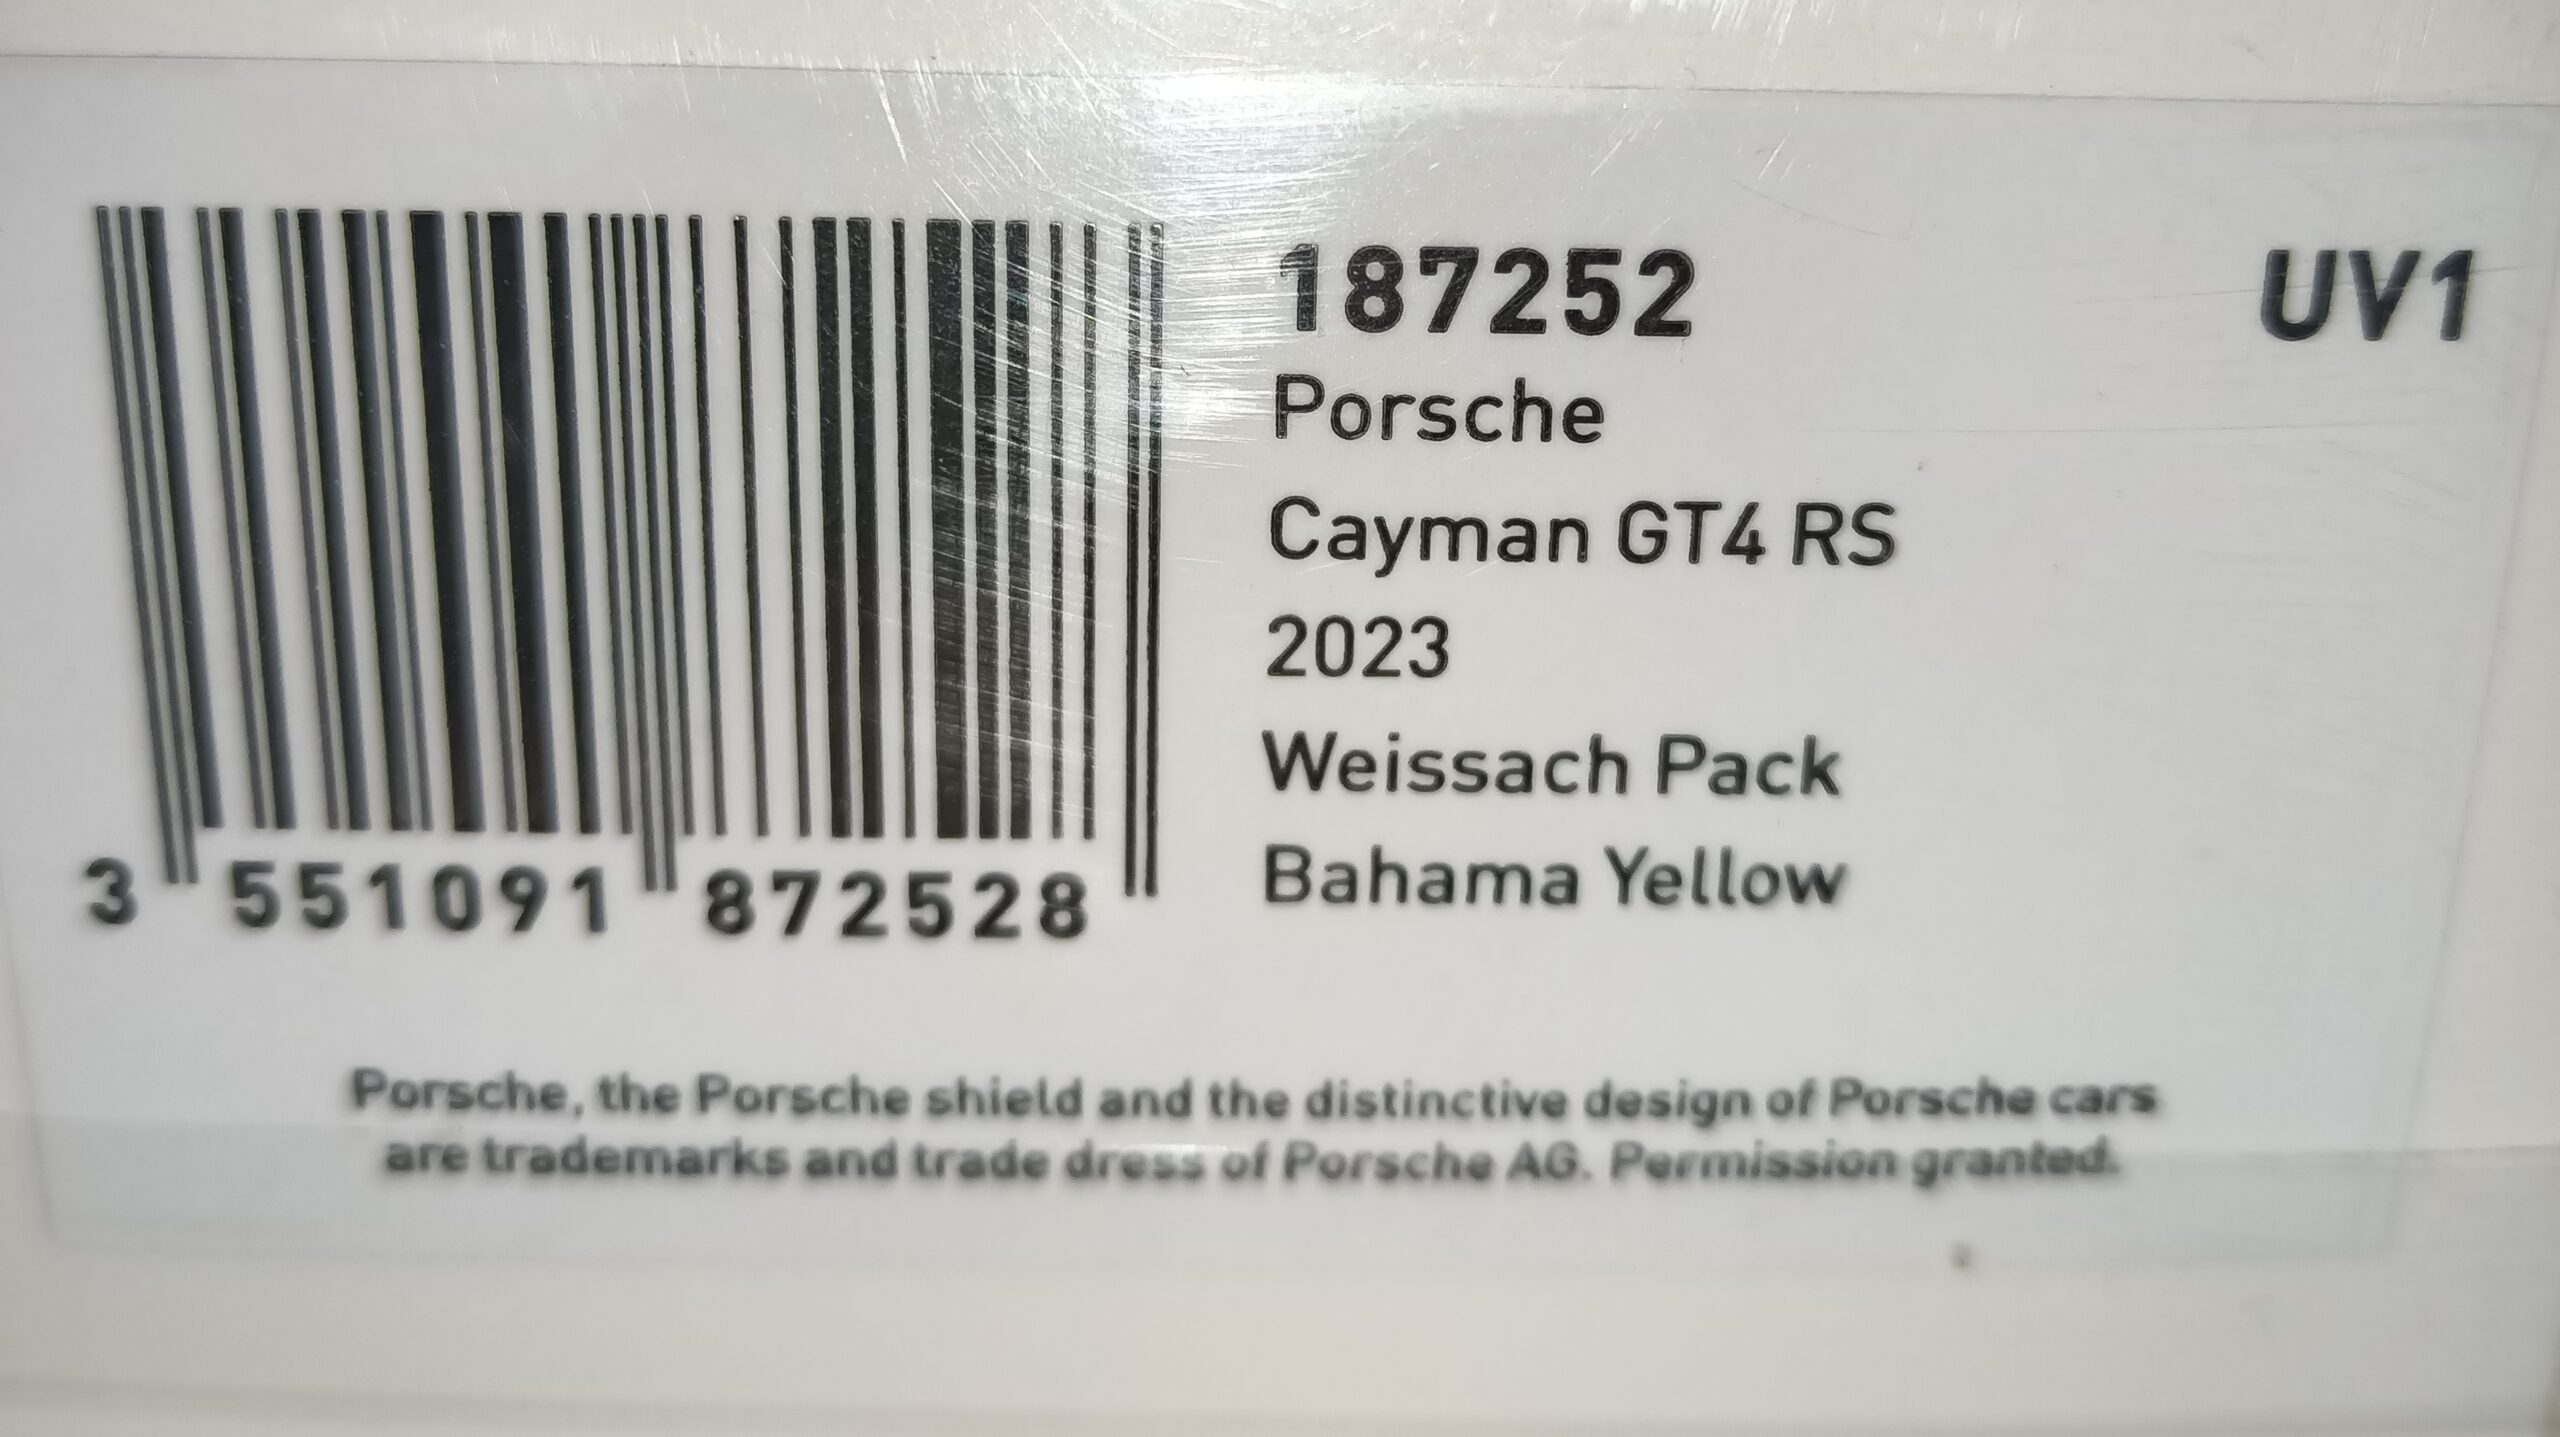 187252 UV1
Porsche
Cayman GT4 RS
2023
Weissach Pack
Bahama Yellow
3 551091 872528
Porsche, the Porsche shield and the distinctive design of Porsche cars
are trademarks and trade dress of Porsche AG. Permission granted.